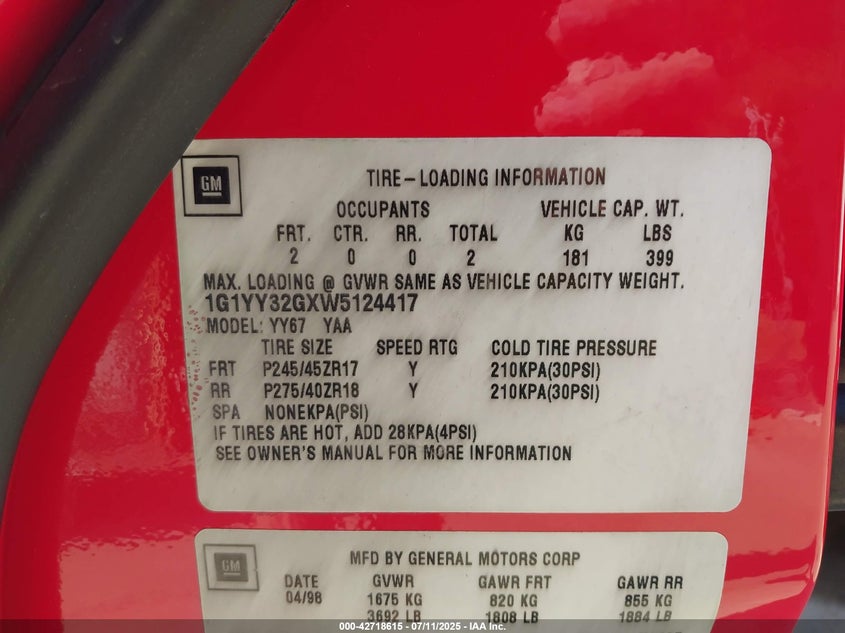 GM
TIRE-LOADING INFORMATION
OCCUPANTS VEHICLE CAP. WT.
FRT. CTR. RR. TOTAL KG LBS
2 0 0 2 181 399
MAX. LOADING @ GVWR SAME AS VEHICLE CAPACITY WEIGHT.
1G1YY32GXW5124417
MODEL: YY67 YAA
TIRE SIZE SPEED RTG COLD TIRE PRESSURE
FRT P245/45ZR17 Y 210KPA(30PSI)
RR P275/40ZR18 Y 210KPA(30PSI)
SPA NONEKPA(PSI)
IF TIRES ARE HOT, ADD 28KPA(4PSI)
SEE OWNER'S MANUAL FOR MORE INFORMATION
GM
MFD BY GENERAL MOTORS CORP
DATE GVWR GAWR FRT GAWR RR
04/98 1675 KG 820 KG 855 KG
3692 LB 1808 LB 1884 LB
000-42718615 - 07/11/2025 - IAA Inc.